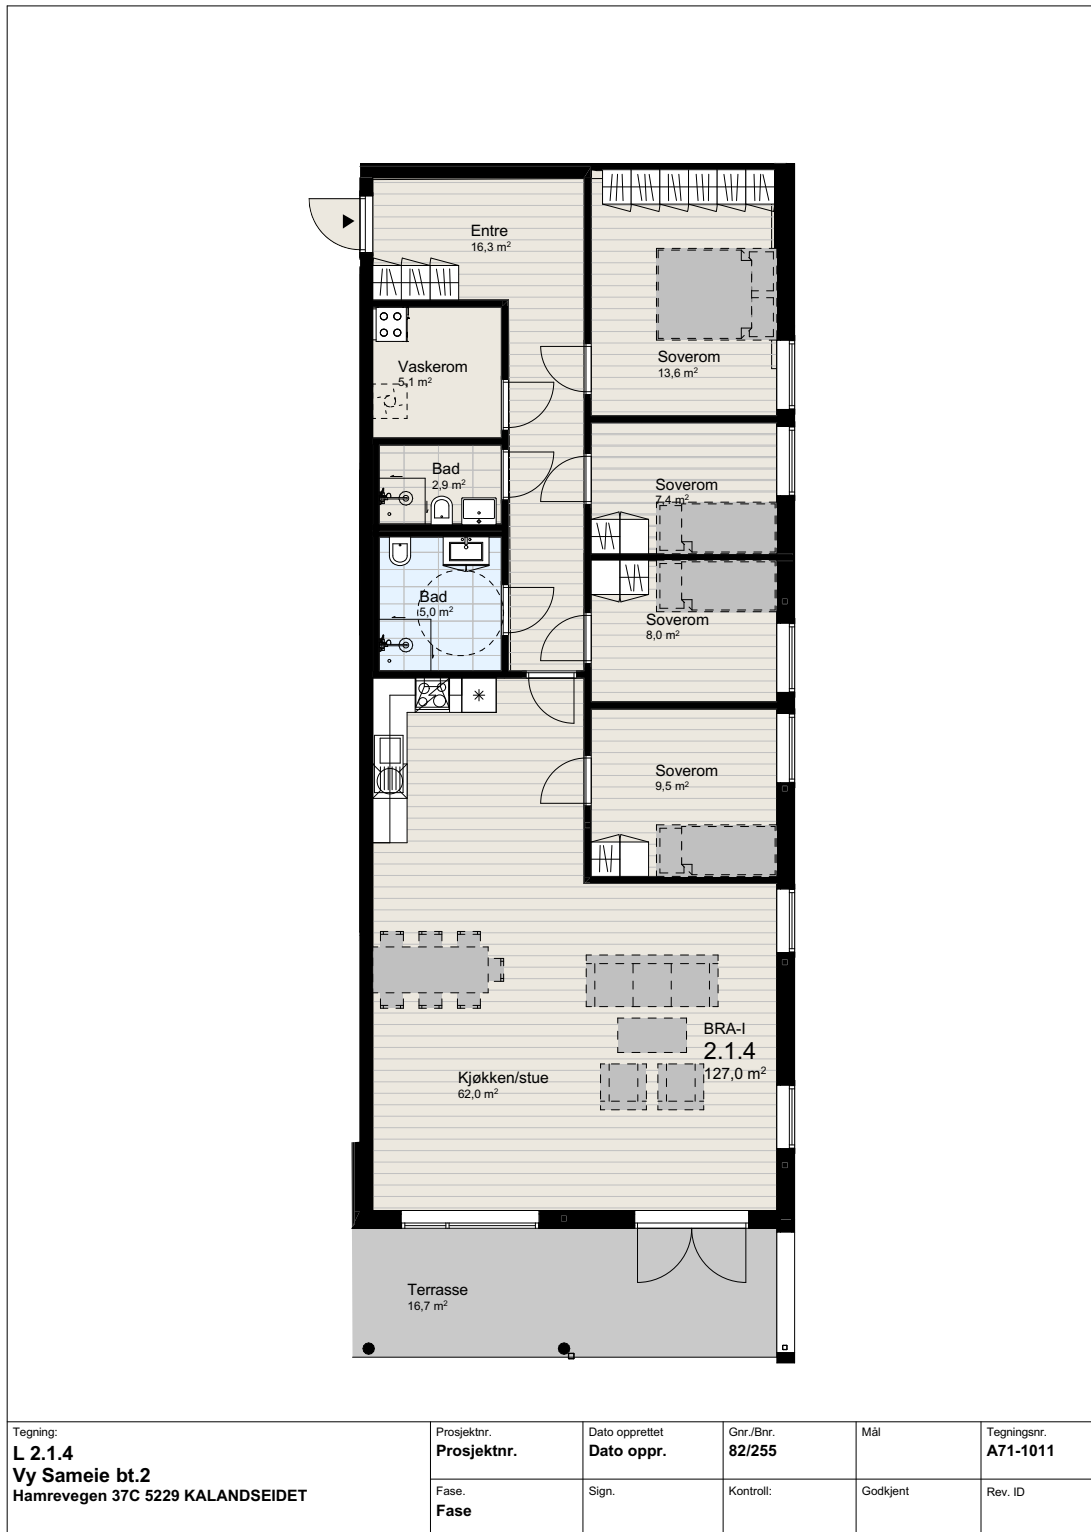 Entre
16,3 m²
Soverom
13,6 m²
Vaskerom
5,1 m²
Bad
2,9 m²
Soverom
7,4 m²
Bad
5,0 m²
Soverom
8,0 m²
Soverom
9,5 m²
BRA-I
2.1.4
127,0 m²
Kjøkken/stue
62,0 m²
Terrasse
16,7 m²
Tegning:
L 2.1.4
Vy Sameie bt.2
Hamrevegen 37C 5229 KALANDSEIDET
Prosjektnr.
Prosjektnr.
Dato opprettet
Dato oppr.
Gnr./Bnr.
82/255
Mål
Tegningsnr.
A71-1011
Fase.
Fase
Sign.
Kontroll:
Godkjent
Rev. ID